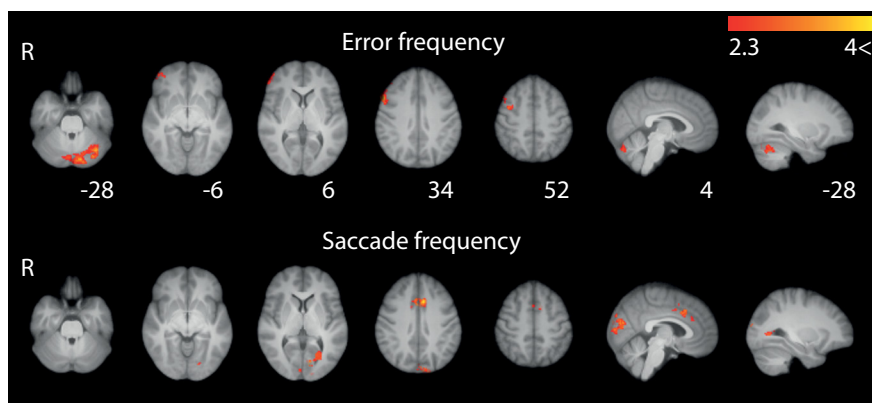 Error frequency
R
2.3 4<
-28 -6 6 34 52 4 -28
Saccade frequency
R